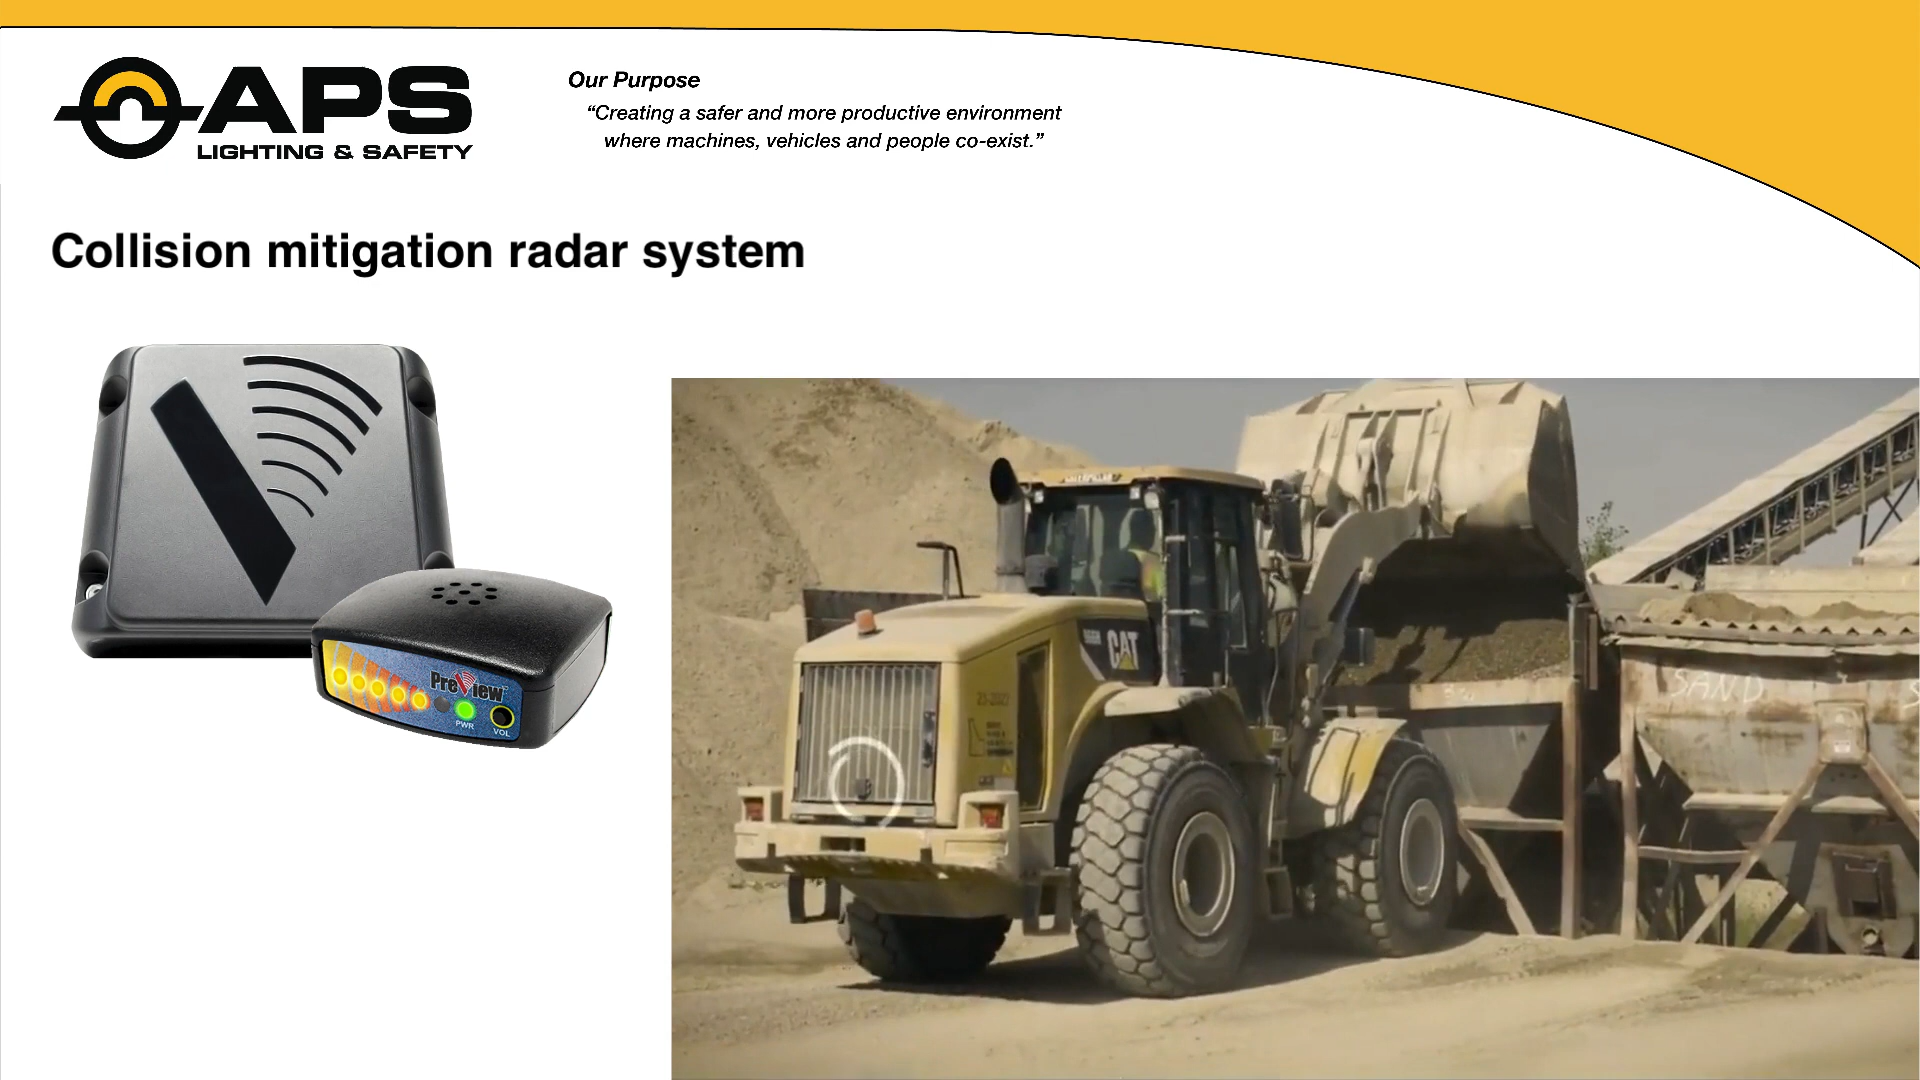 APS
LIGHTING & SAFETY
Our Purpose
“Creating a safer and more productive environment
where machines, vehicles and people co-exist.”
Collision mitigation radar system
PreView
PWR
VOL
CATERPILLAR
CAT
SAND